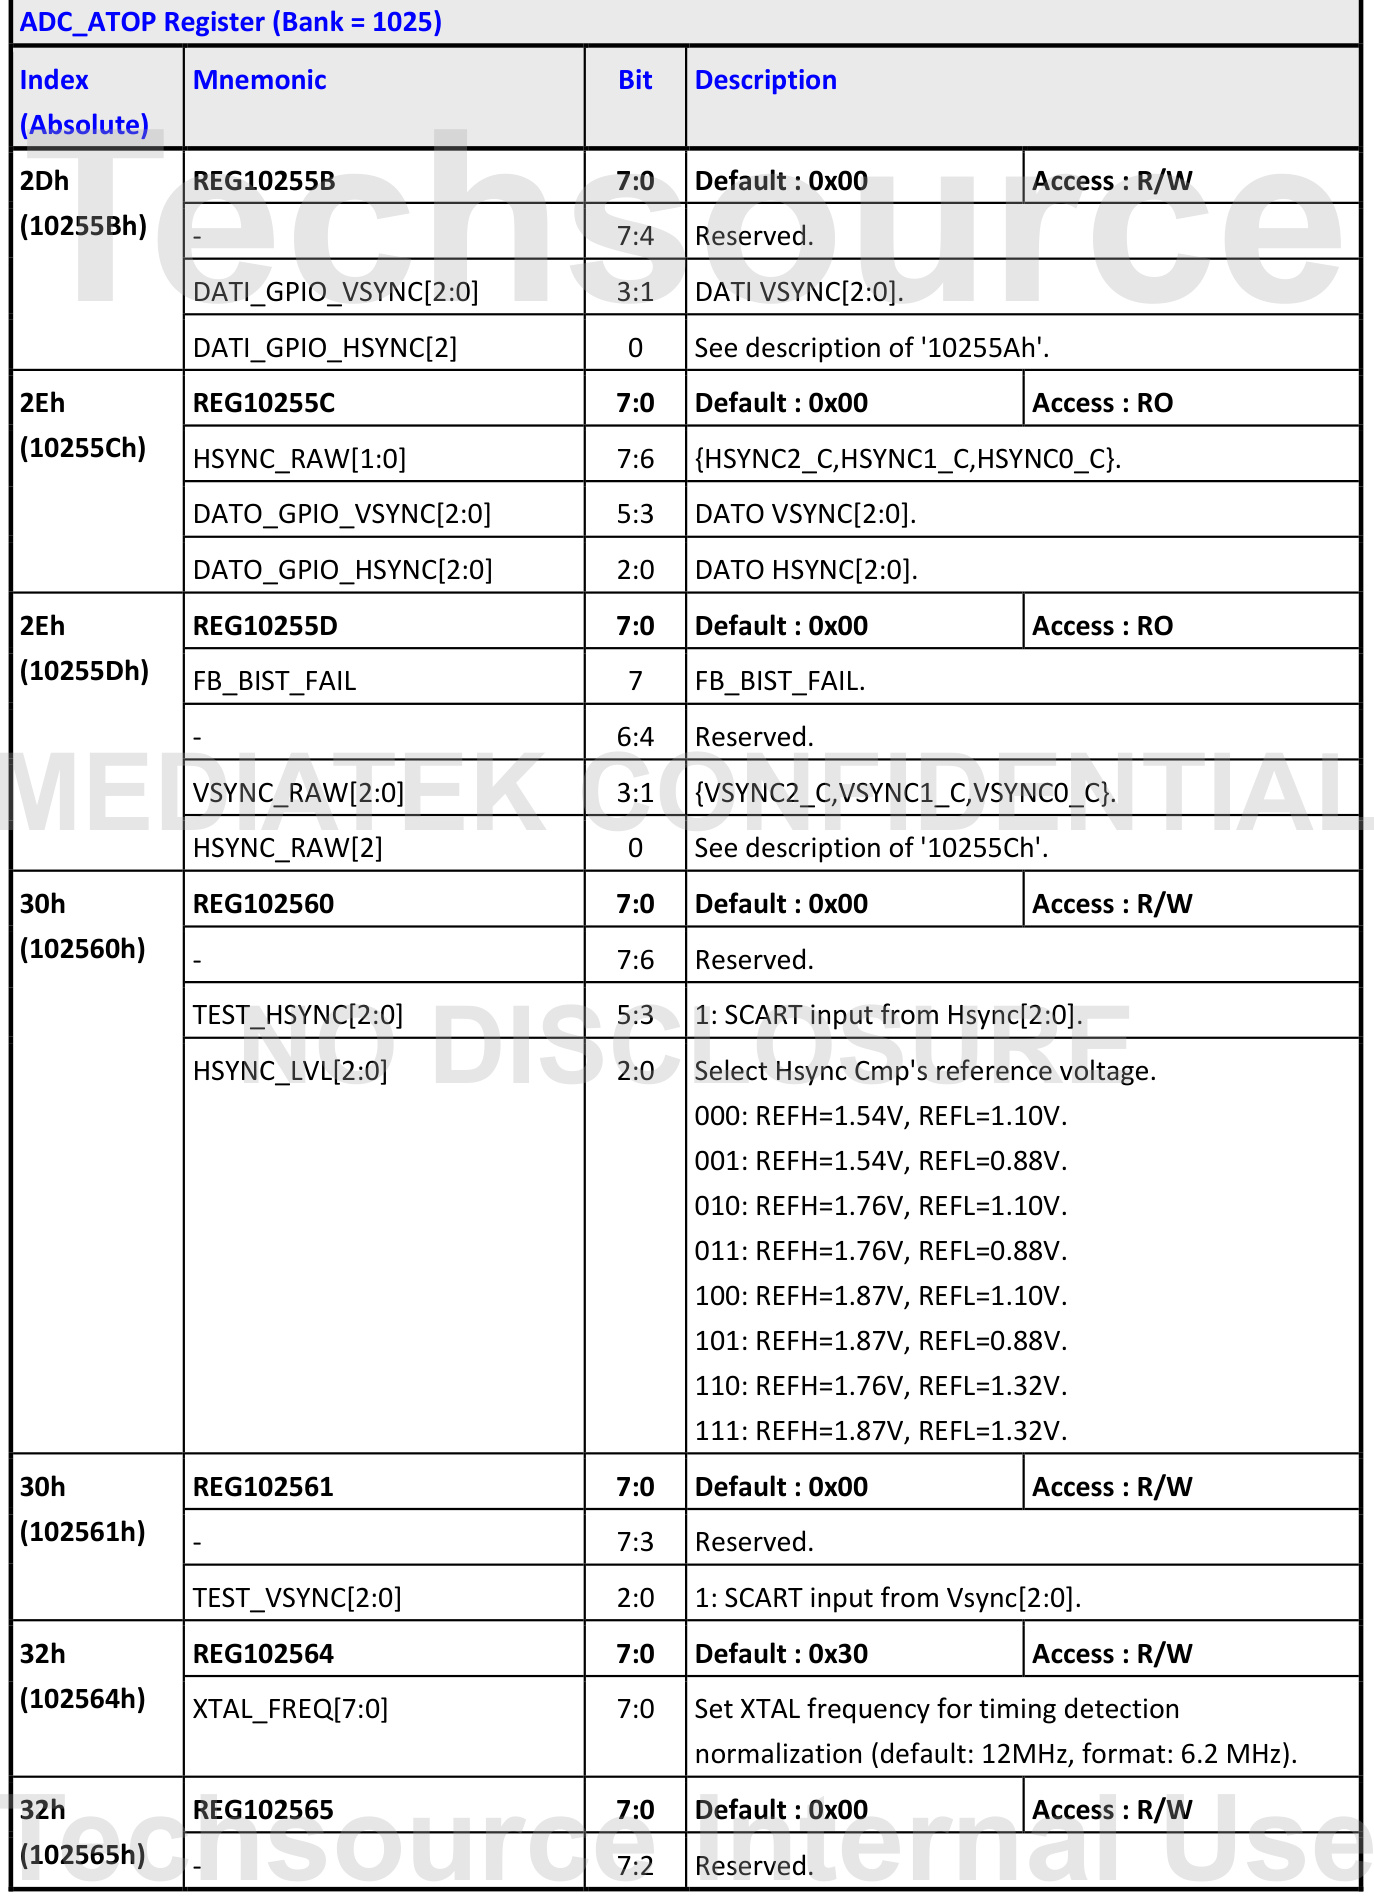 ADC_ATOP Register (Bank = 1025)
Index (Absolute) Mnemonic Bit Description
2Dh (10255Bh) REG10255B 7:0 Default : 0x00 Access : R/W
- 7:4 Reserved.
DATI_GPIO_VSYNC[2:0] 3:1 DATI VSYNC[2:0].
DATI_GPIO_HSYNC[2] 0 See description of '10255Ah'.
2Eh (10255Ch) REG10255C 7:0 Default : 0x00 Access : RO
HSYNC_RAW[1:0] 7:6 {HSYNC2_C,HSYNC1_C,HSYNC0_C}.
DATO_GPIO_VSYNC[2:0] 5:3 DATO VSYNC[2:0].
DATO_GPIO_HSYNC[2:0] 2:0 DATO HSYNC[2:0].
2Eh (10255Dh) REG10255D 7:0 Default : 0x00 Access : RO
FB_BIST_FAIL 7 FB_BIST_FAIL.
- 6:4 Reserved.
VSYNC_RAW[2:0] 3:1 {VSYNC2_C,VSYNC1_C,VSYNC0_C}.
HSYNC_RAW[2] 0 See description of '10255Ch'.
30h (102560h) REG102560 7:0 Default : 0x00 Access : R/W
- 7:6 Reserved.
TEST_HSYNC[2:0] 5:3 1: SCART input from Hsync[2:0].
HSYNC_LVL[2:0] 2:0 Select Hsync Cmp's reference voltage.
000: REFH=1.54V, REFL=1.10V.
001: REFH=1.54V, REFL=0.88V.
010: REFH=1.76V, REFL=1.10V.
011: REFH=1.76V, REFL=0.88V.
100: REFH=1.87V, REFL=1.10V.
101: REFH=1.87V, REFL=0.88V.
110: REFH=1.76V, REFL=1.32V.
111: REFH=1.87V, REFL=1.32V.
30h (102561h) REG102561 7:0 Default : 0x00 Access : R/W
- 7:3 Reserved.
TEST_VSYNC[2:0] 2:0 1: SCART input from Vsync[2:0].
32h (102564h) REG102564 7:0 Default : 0x30 Access : R/W
XTAL_FREQ[7:0] 7:0 Set XTAL frequency for timing detection
normalization (default: 12MHz, format: 6.2 MHz).
32h (102565h) REG102565 7:0 Default : 0x00 Access : R/W
- 7:2 Reserved.
Techsource
MEDIATEK CONFIDENTIAL
NO DISCLOSURE
Techsource Internal Use